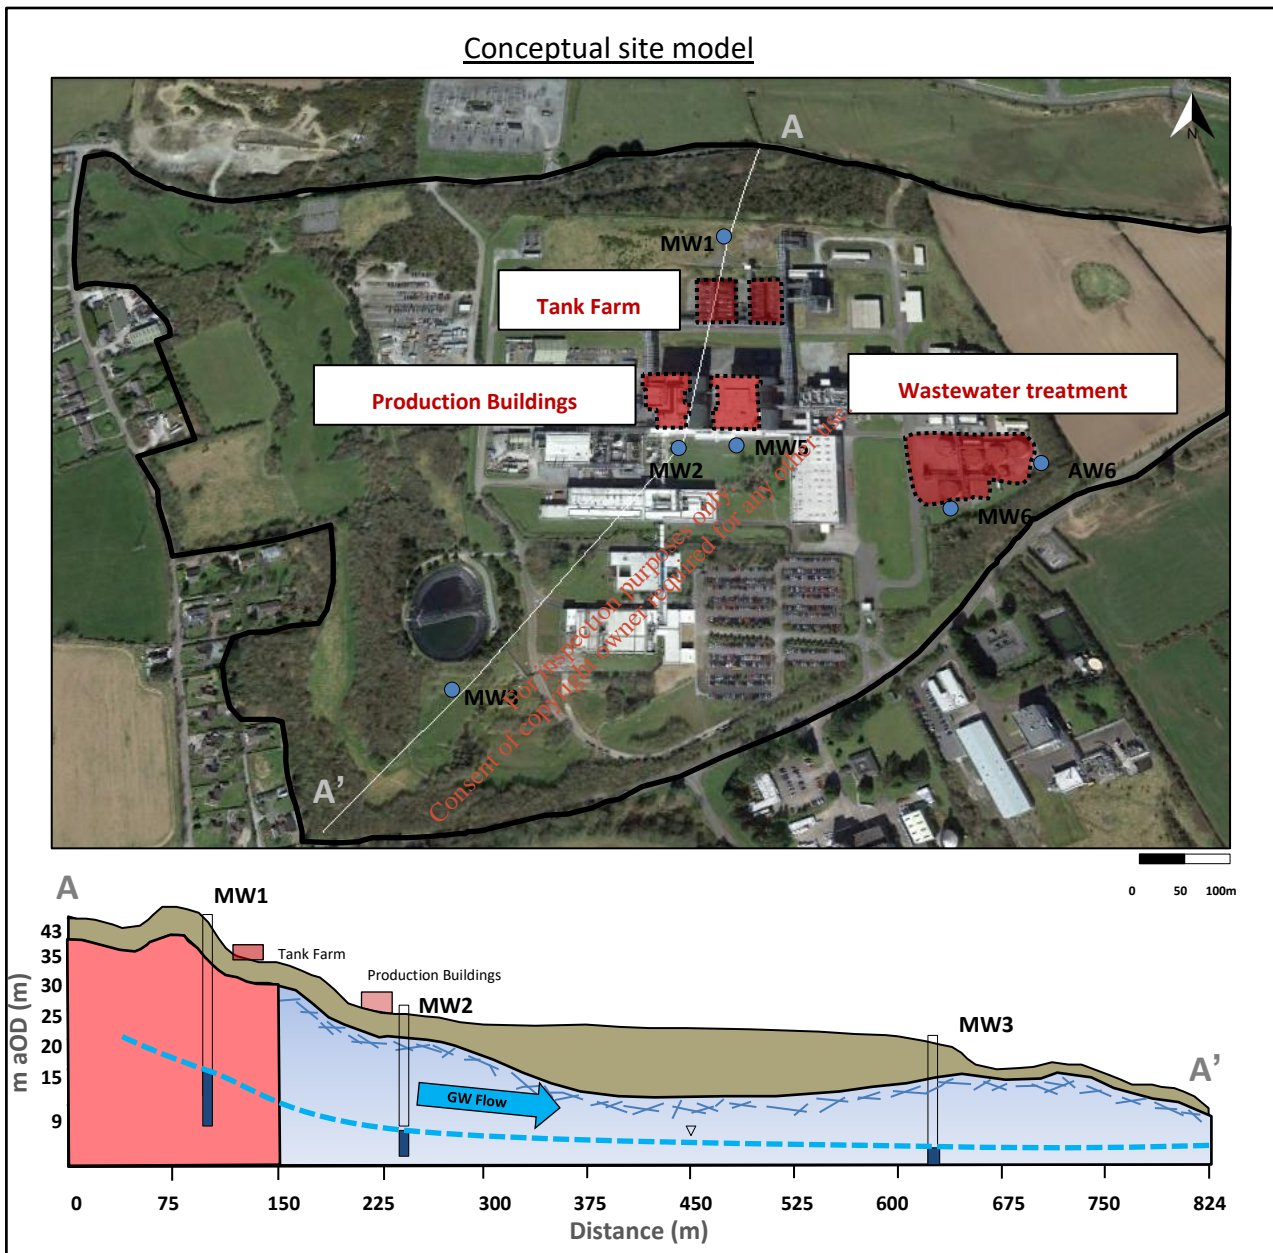 Conceptual site model
A
N
MW1
Tank Farm
Production Buildings
Wastewater treatment
MW2
MW5
AW6
MW6
MW3
A’
For inspection purposes only.
Consent of copyright owner required for any other use.
0 50 100m
A
MW1
Tank Farm
Production Buildings
MW2
MW3
A’
GW Flow
43
35
30
25
20
15
9
m aOD (m)
0 75 150 225 300 375 450 525 600 675 750 824
Distance (m)